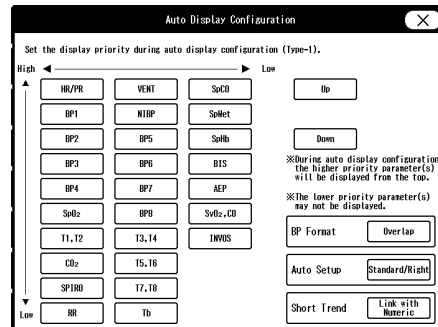 Auto Display Configuration
Set the display priority during auto display configuration (Type-1).
High
Low
HR/PR VENT SpCO
BP1 NIBP SpMet
BP2 BP5 SpHb
BP3 BP6 BIS
BP4 BP7 AEP
SpO₂ BP8 SvO₂,CO
T1,T2 T3,T4 INVOS
CO₂ T5,T6
SPIRO T7,T8
RR Tb
Low
Up
Down
※During auto display configuration
the higher priority parameter(s)
will be displayed from the top.
※The lower priority parameter(s)
may not be displayed.
BP Format Overlap
Auto Setup Standard/Right
Short Trend Link with
Numeric